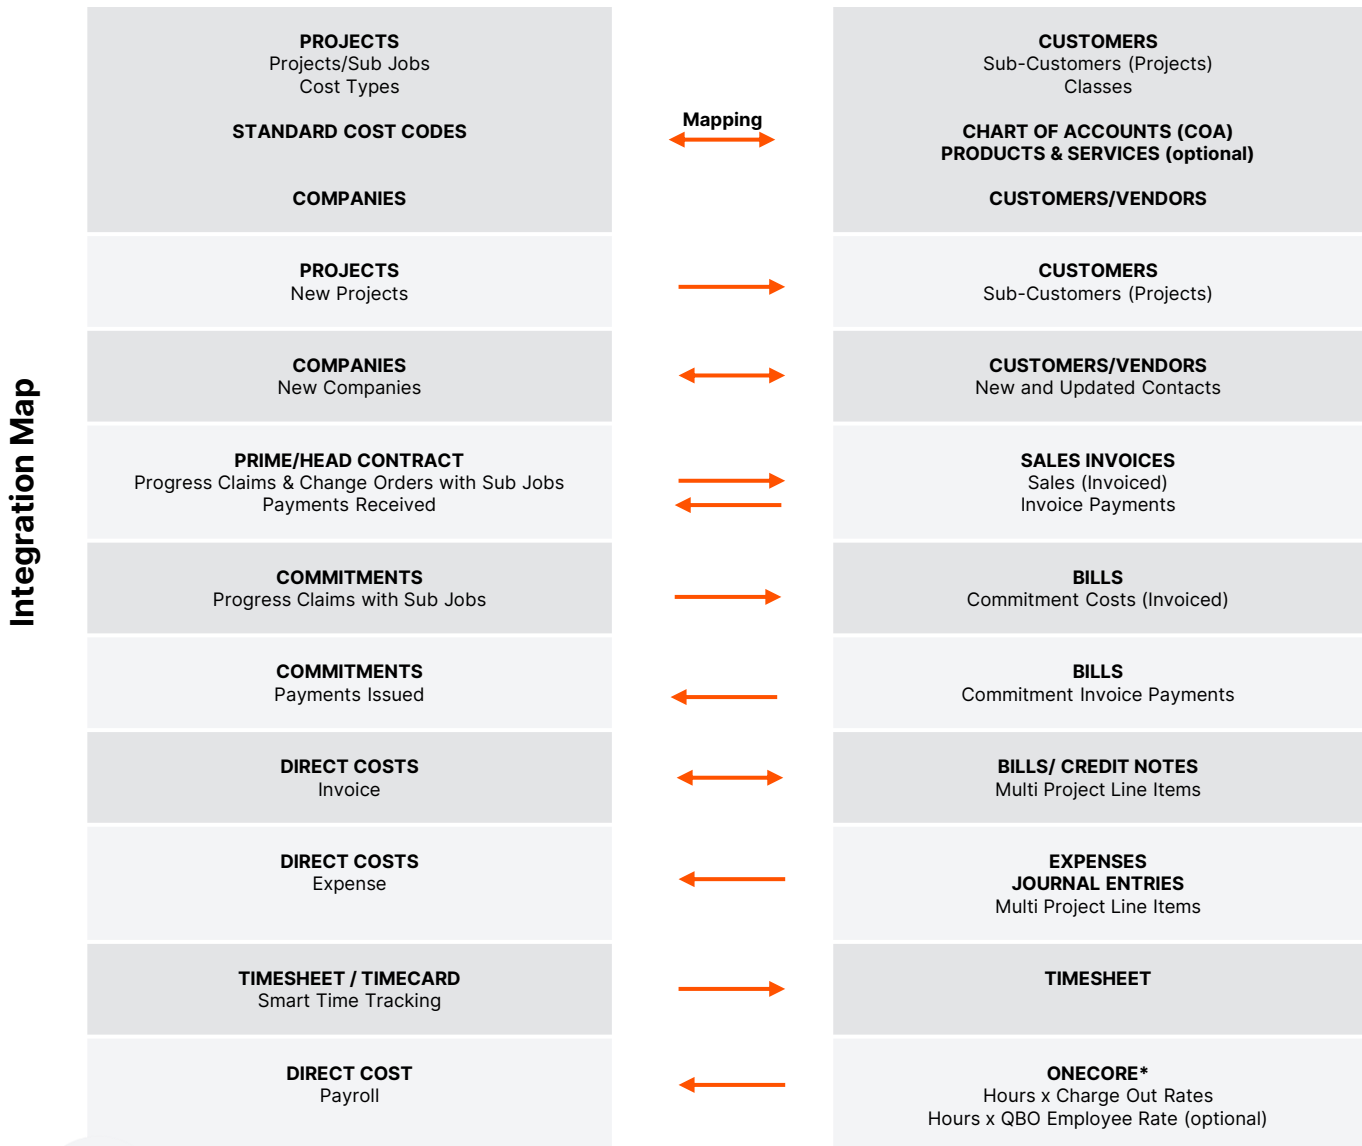 Integration Map
PROJECTS
Projects/Sub Jobs
Cost Types
STANDARD COST CODES
COMPANIES
Mapping
CUSTOMERS
Sub-Customers (Projects)
Classes
CHART OF ACCOUNTS (COA)
PRODUCTS & SERVICES (optional)
CUSTOMERS/VENDORS
PROJECTS
New Projects
CUSTOMERS
Sub-Customers (Projects)
COMPANIES
New Companies
CUSTOMERS/VENDORS
New and Updated Contacts
PRIME/HEAD CONTRACT
Progress Claims & Change Orders with Sub Jobs
Payments Received
SALES INVOICES
Sales (Invoiced)
Invoice Payments
COMMITMENTS
Progress Claims with Sub Jobs
BILLS
Commitment Costs (Invoiced)
COMMITMENTS
Payments Issued
BILLS
Commitment Invoice Payments
DIRECT COSTS
Invoice
BILLS/ CREDIT NOTES
Multi Project Line Items
DIRECT COSTS
Expense
EXPENSES
JOURNAL ENTRIES
Multi Project Line Items
TIMESHEET / TIMECARD
Smart Time Tracking
TIMESHEET
DIRECT COST
Payroll
ONECORE*
Hours x Charge Out Rates
Hours x QBO Employee Rate (optional)